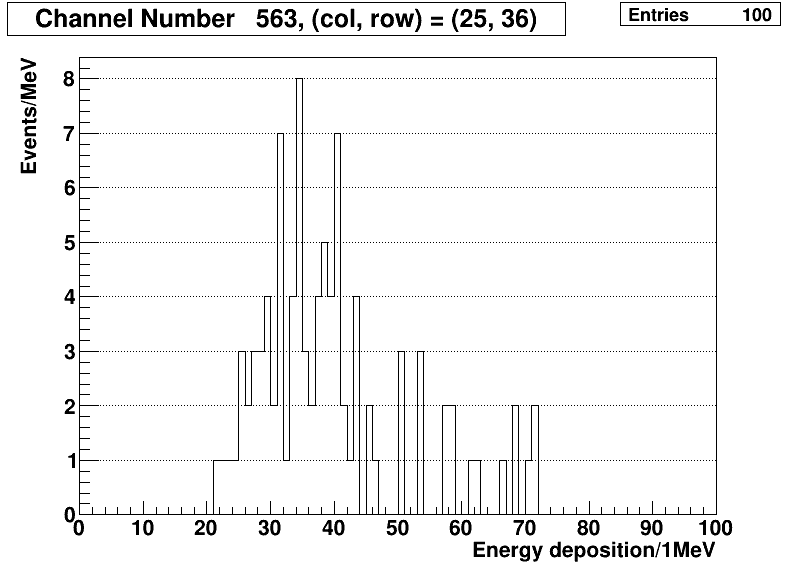 Channel Number 563, (col, row) = (25, 36)
Entries 100
Events/MeV
8
7
6
5
4
3
2
1
0
0 10 20 30 40 50 60 70 80 90 100
Energy deposition/1MeV